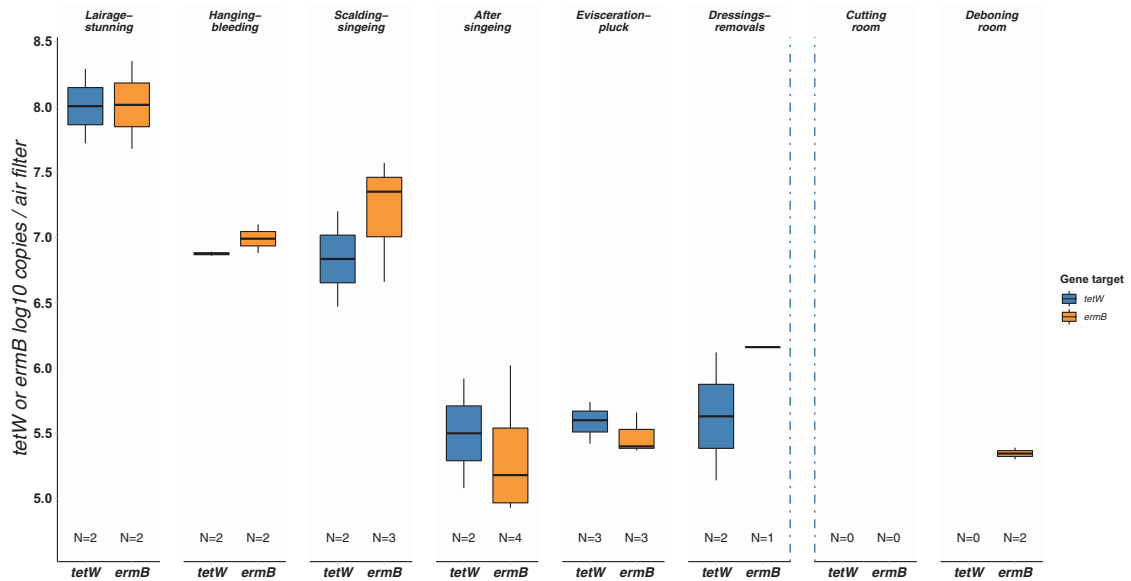 Lairage–
stunning
Hanging–
bleeding
Scalding–
singeing
After
singeing
Evisceration–
pluck
Dressings–
removals
Cutting
room
Deboning
room
tetW or ermB log10 copies / air filter
8.5
8.0
7.5
7.0
6.5
6.0
5.5
5.0
N=2 N=2 N=2 N=2 N=2 N=3 N=2 N=4 N=3 N=3 N=2 N=1 N=0 N=0 N=0 N=2
tetW ermB tetW ermB tetW ermB tetW ermB tetW ermB tetW ermB tetW ermB tetW ermB
Gene target
tetW
ermB